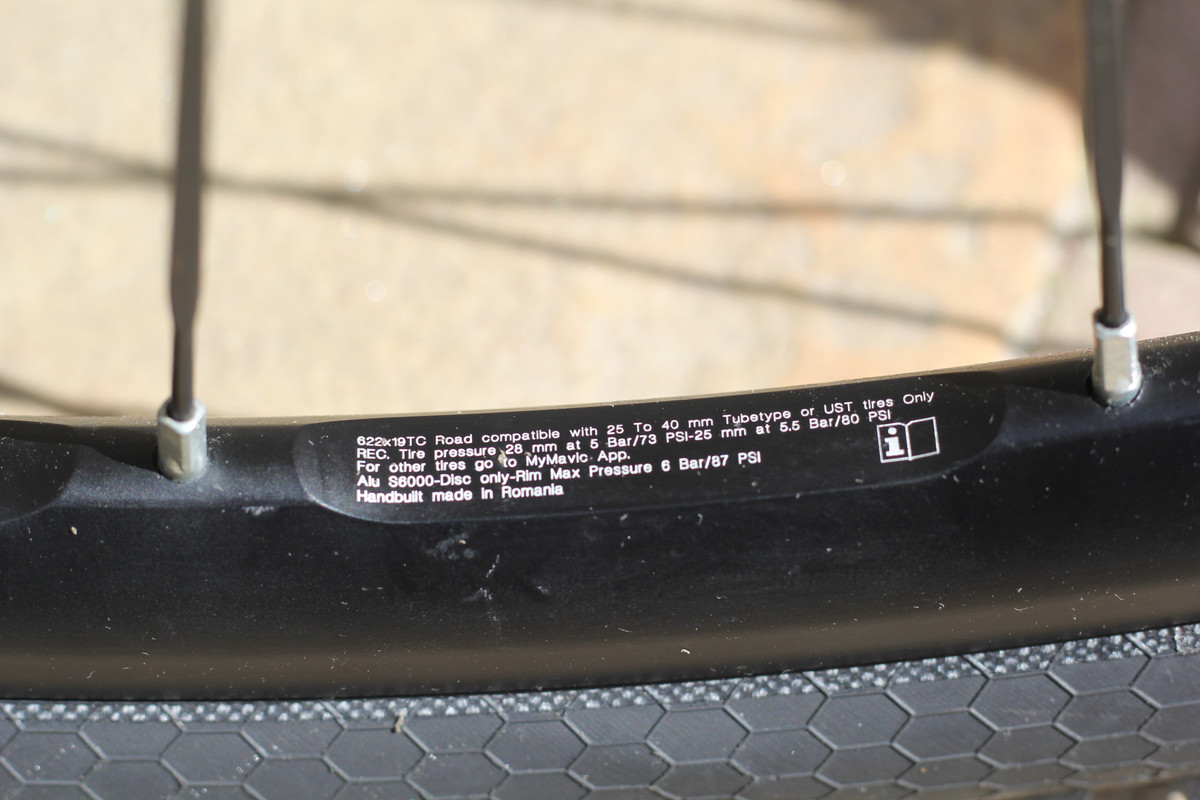 622x19TC Road compatible with 25 To 40 mm Tubetype or UST tires Only
REC. Tire pressure 28 mm at 5 Bar/73 PSI-25 mm at 5.5 Bar/80 PSI
For other tires go to MyMavic App.
Alu S6000-Disc only-Rim Max Pressure 6 Bar/87 PSI
Handbuilt made in Romania
i